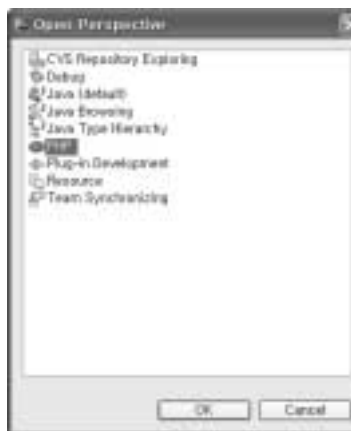 Open Perspective
CVS Repository Exploring
Debug
Java (default)
Java Browsing
Java Type Hierarchy
PHP
Plug-in Development
Resource
Team Synchronizing
OK
Cancel